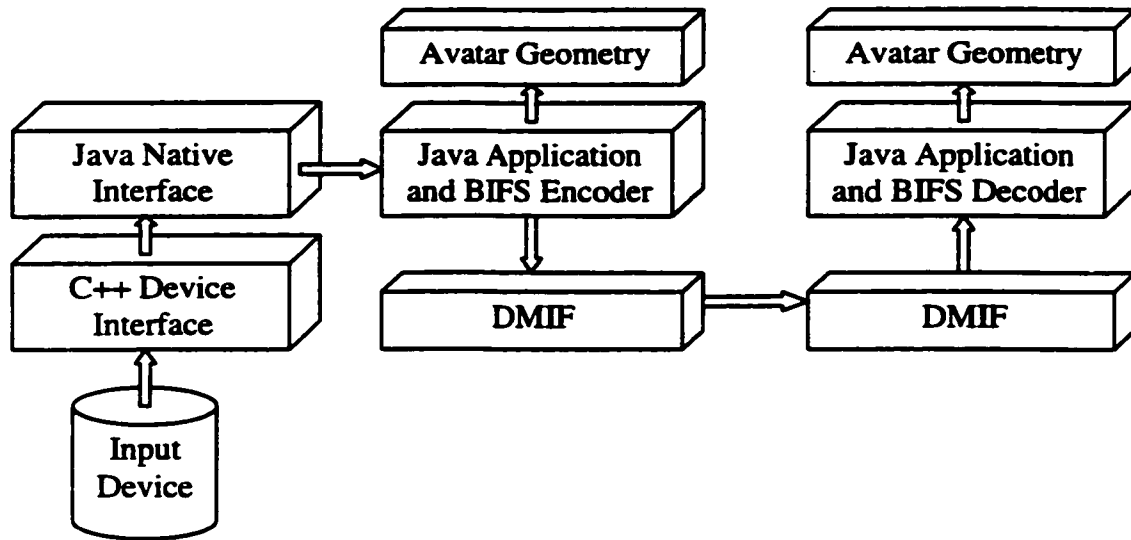 Avatar Geometry
Avatar Geometry
Java Native
Interface
Java Application
and BIFS Encoder
Java Application
and BIFS Decoder
C++ Device
Interface
DMIF
DMIF
Input
Device